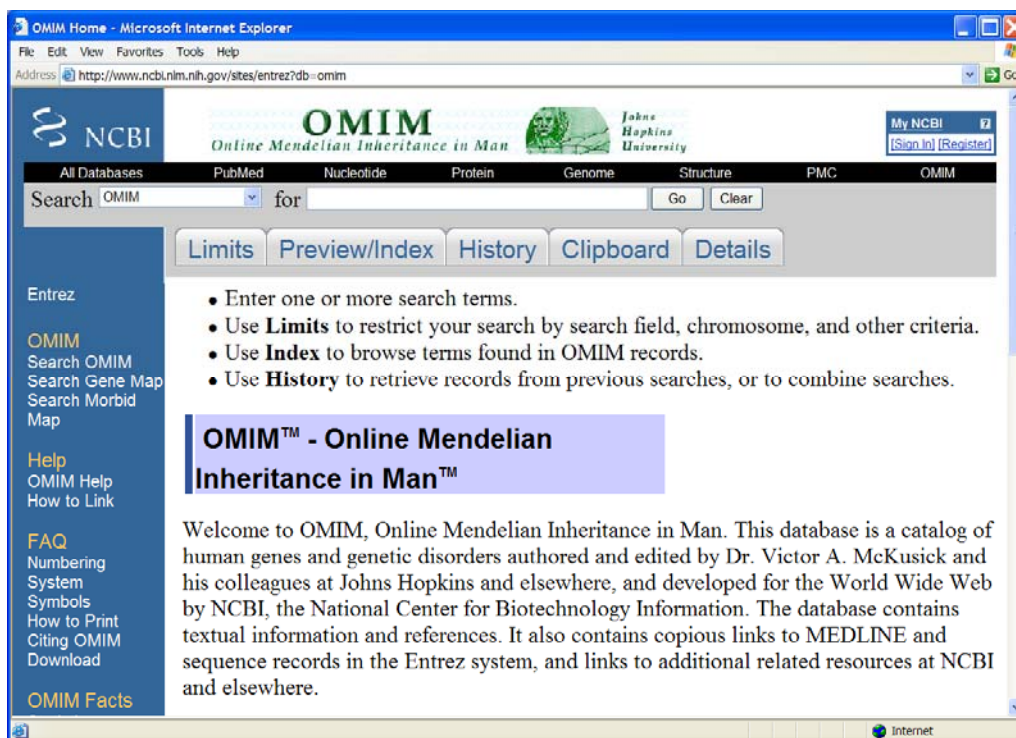 OMIM Home - Microsoft Internet Explorer
File Edit View Favorites Tools Help
Address http://www.ncbi.nlm.nih.gov/sites/entrez?db=omim Go
NCBI
OMIM
Online Mendelian Inheritance in Man
Johns
Hopkins
University
My NCBI ?
[Sign In] [Register]
All Databases PubMed Nucleotide Protein Genome Structure PMC OMIM
Search OMIM for Go Clear
Limits Preview/Index History Clipboard Details
Entrez
OMIM
Search OMIM
Search Gene Map
Search Morbid
Map
Help
OMIM Help
How to Link
FAQ
Numbering
System
Symbols
How to Print
Citing OMIM
Download
OMIM Facts
• Enter one or more search terms.
• Use Limits to restrict your search by search field, chromosome, and other criteria.
• Use Index to browse terms found in OMIM records.
• Use History to retrieve records from previous searches, or to combine searches.
OMIM™ - Online Mendelian
Inheritance in Man™
Welcome to OMIM, Online Mendelian Inheritance in Man. This database is a catalog of
human genes and genetic disorders authored and edited by Dr. Victor A. McKusick and
his colleagues at Johns Hopkins and elsewhere, and developed for the World Wide Web
by NCBI, the National Center for Biotechnology Information. The database contains
textual information and references. It also contains copious links to MEDLINE and
sequence records in the Entrez system, and links to additional related resources at NCBI
and elsewhere.
Internet